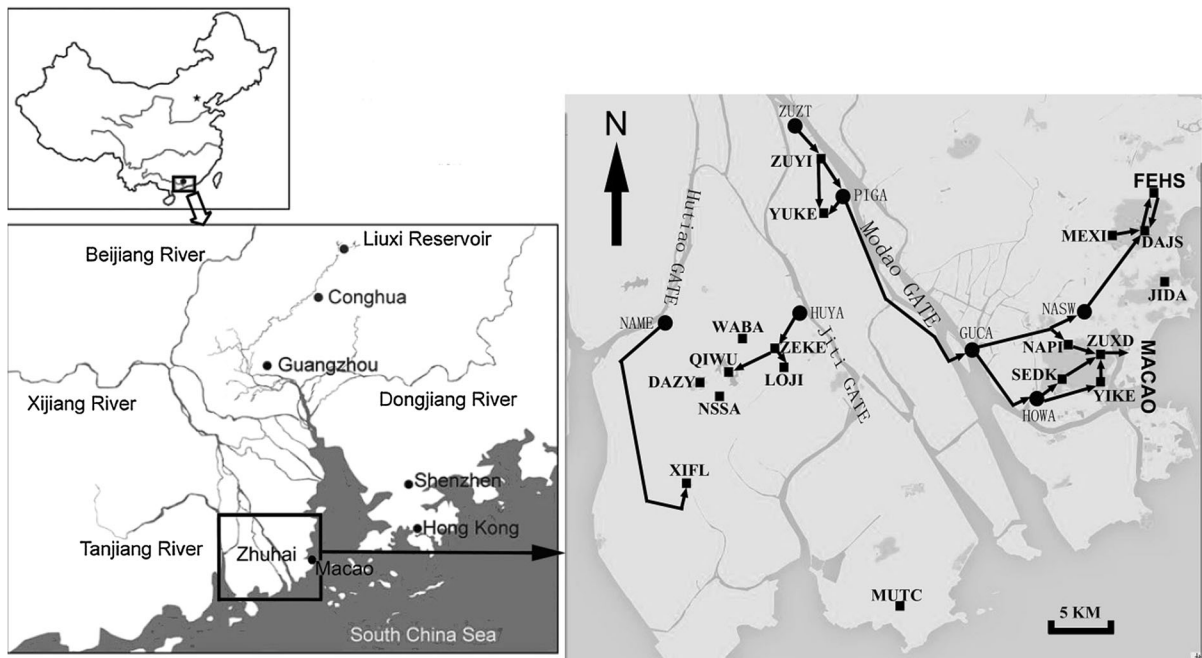 Beijiang River
Liuxi Reservoir
Conghua
Guangzhou
Xijiang River
Dongjiang River
Shenzhen
Hong Kong
Tanjiang River
Zhuhai
Macao
South China Sea
N
ZUZT
ZUYI
YUKE
PIGA
Hutiao GATE
Modao GATE
FEHS
MEXI
DAJS
JIDA
NAME
WABA
HUYA
NASW
QIWU
ZEKE
Jiti GATE
GUCA
NAPI
ZUXD
MACAO
DAZY
LOJI
SEDK
NSSA
HOWA
YIKE
XIFL
MUTC
5 KM